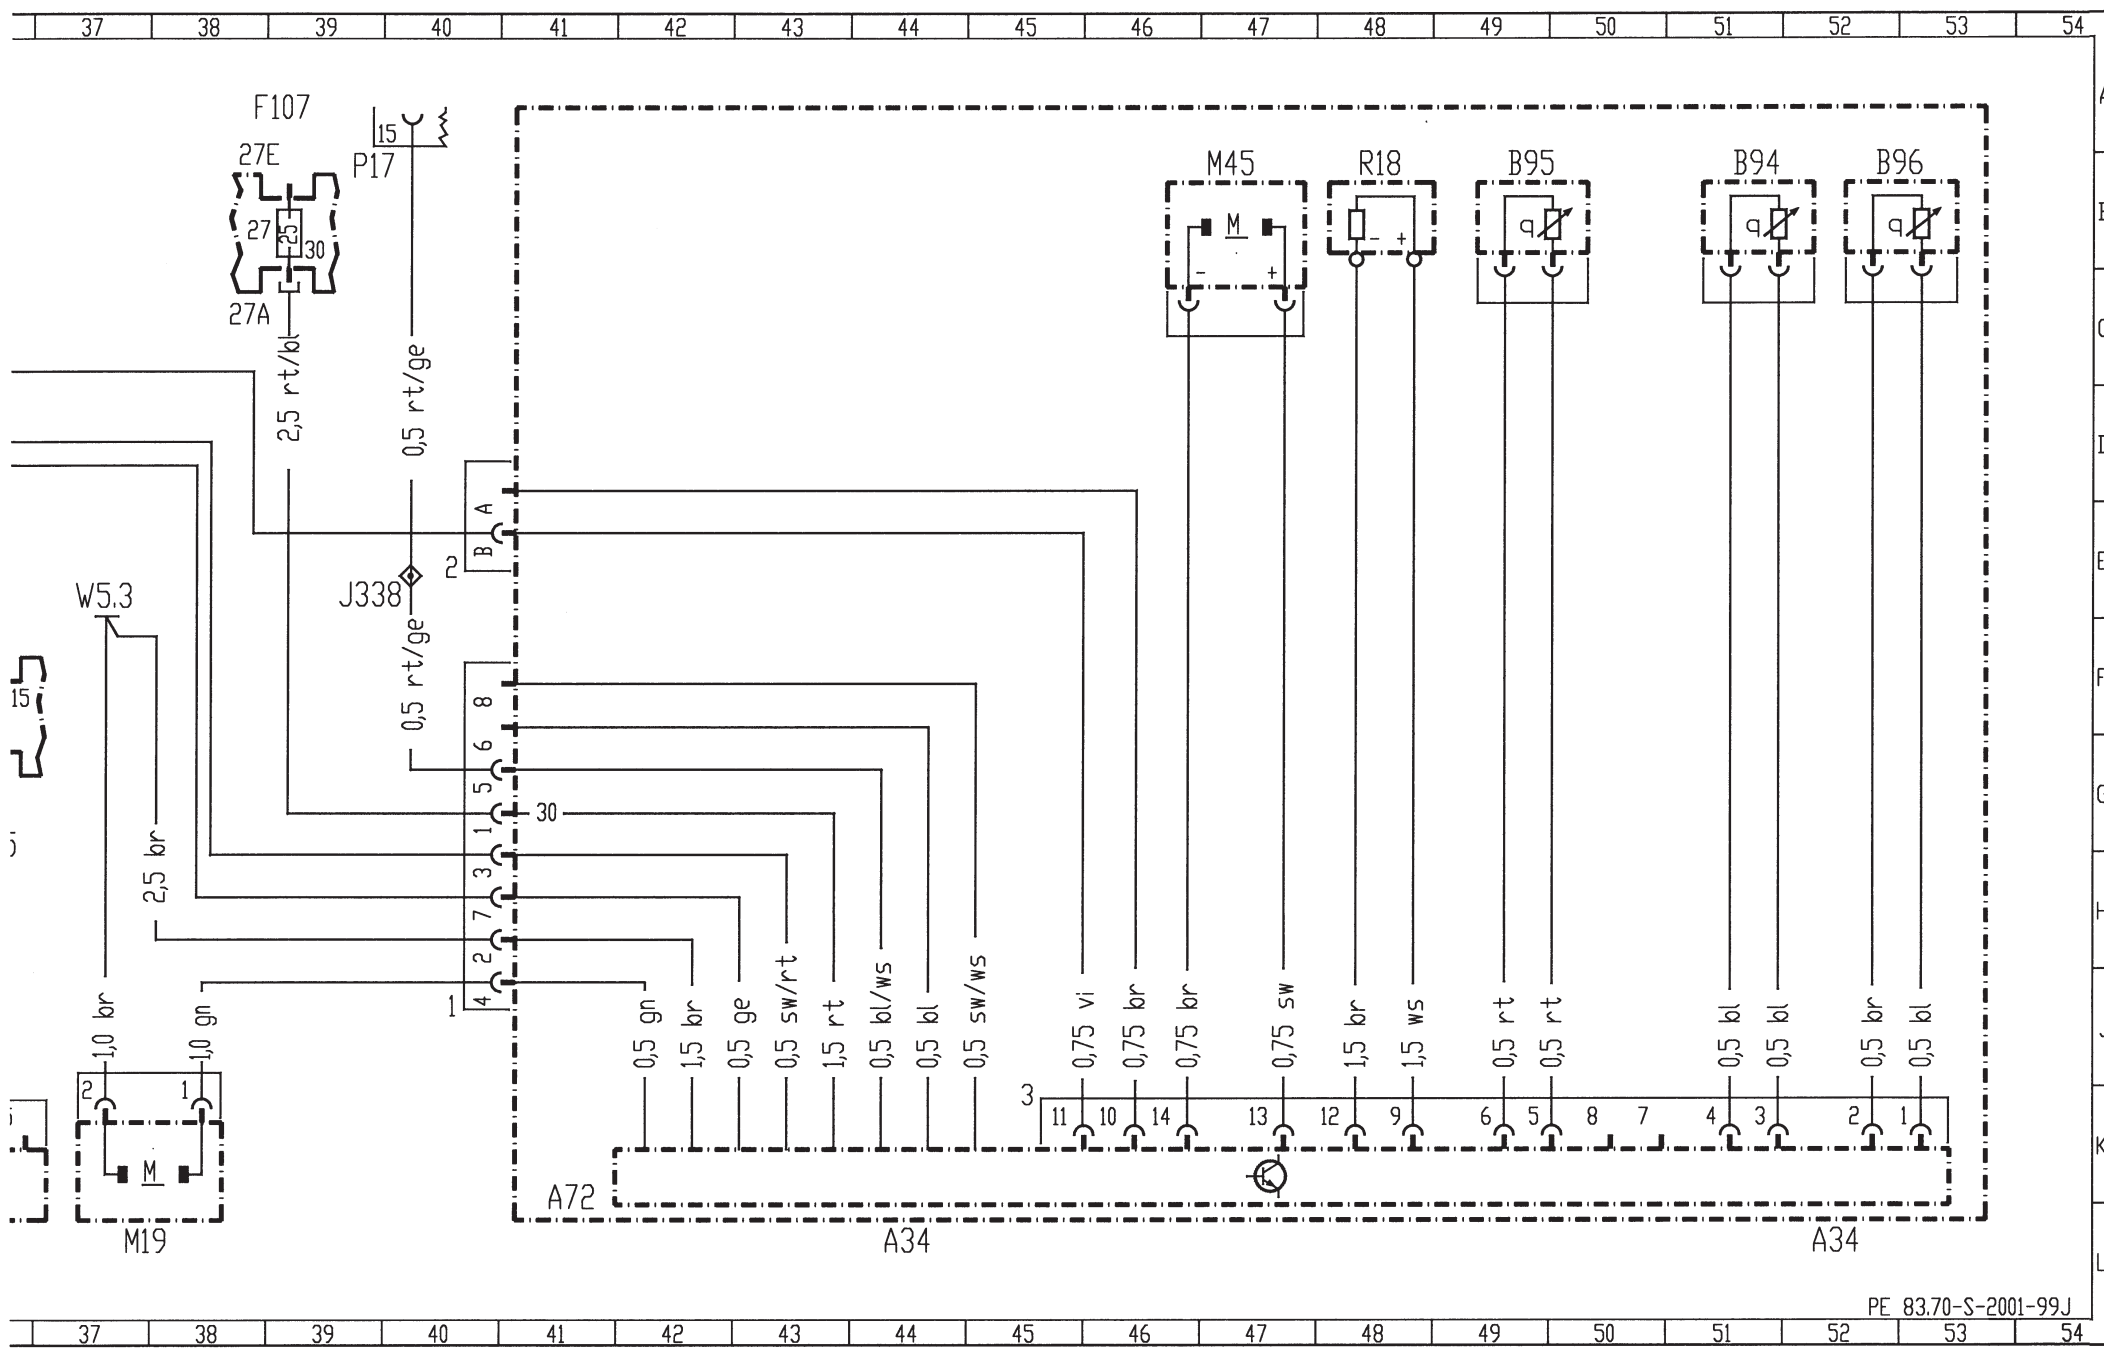 37 38 39 40 41 42 43 44 45 46 47 48 49 50 51 52 53 54
F107
27E
15
P17
27
25
30
27A
M45
R18
B95
B94
B96
M
- +
- +
q
q
q
2,5 rt/bl
0,5 rt/ge
A
B
2
J338
W5.3
0,5 rt/ge
15
8
6
5
1
3
7
2
4
1
30
2,5 br
1,0 br
1,0 gn
0,5 gn
1,5 br
0,5 ge
0,5 sw/rt
1,5 rt
0,5 bl/ws
0,5 bl
0,5 sw/ws
0,75 vi
0,75 br
0,75 br
0,75 sw
1,5 br
1,5 ws
0,5 rt
0,5 rt
0,5 bl
0,5 bl
0,5 br
0,5 bl
2 1
3
11 10 14 13 12 9 6 5 8 7 4 3 2 1
M
M19
A72
A34
A34
D
E
F
G
H
J
K
L
PE 83.70-S-2001-99J
37 38 39 40 41 42 43 44 45 46 47 48 49 50 51 52 53 54